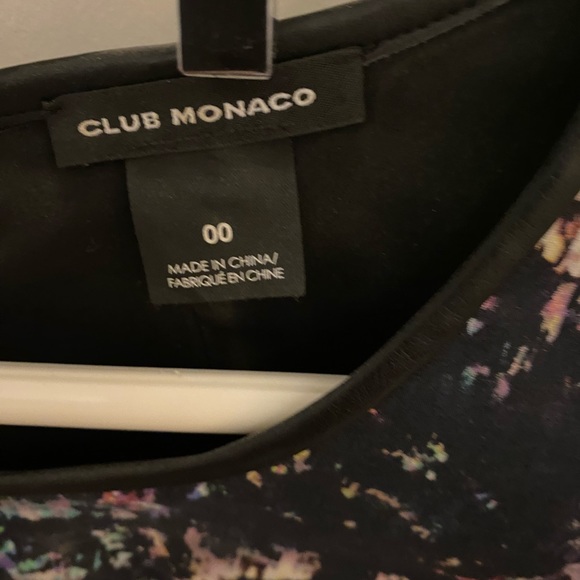 CLUB MONACO
00
MADE IN CHINA/
FABRIQUÉ EN CHINE